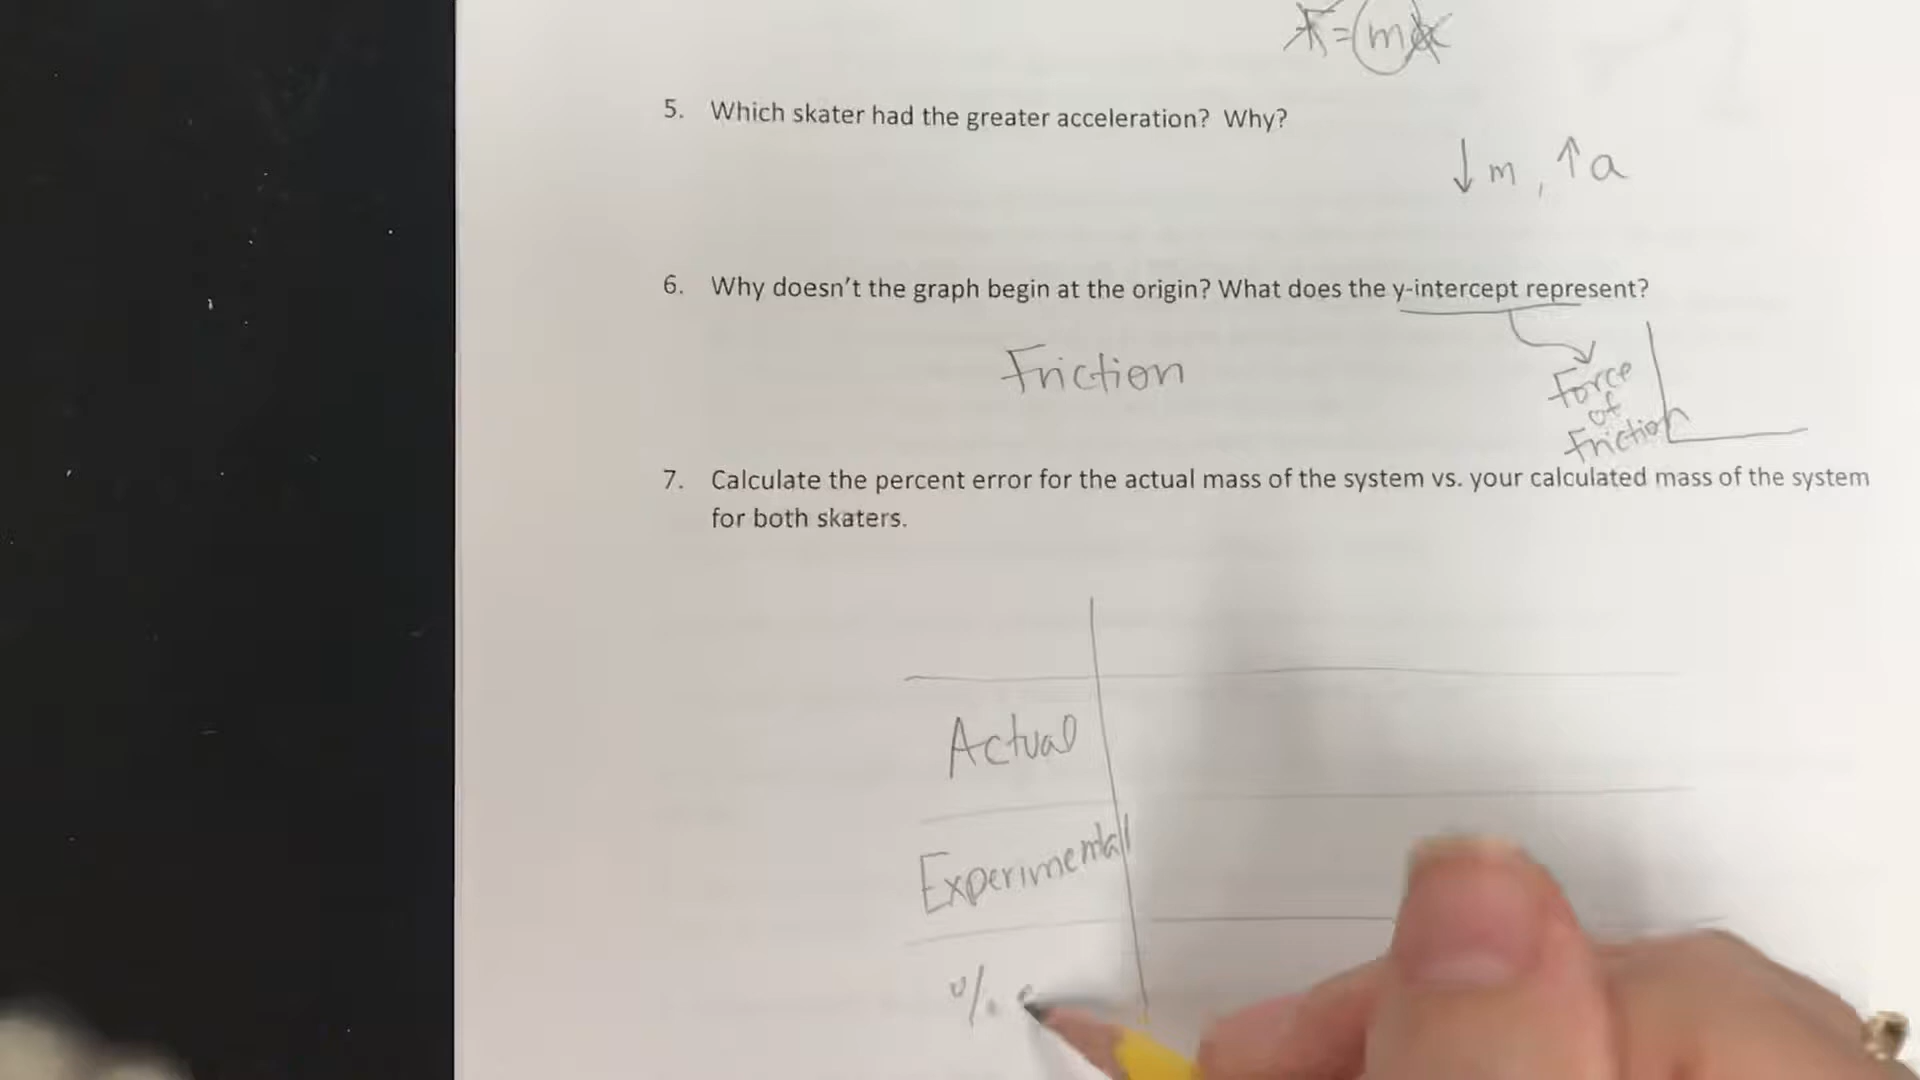 F=ma
5. Which skater had the greater acceleration? Why?
↓m, ↑a
6. Why doesn't the graph begin at the origin? What does the y-intercept represent?
Friction
Force
of
Friction
7. Calculate the percent error for the actual mass of the system vs. your calculated mass of the system
for both skaters.
Actual
Experimental
% e